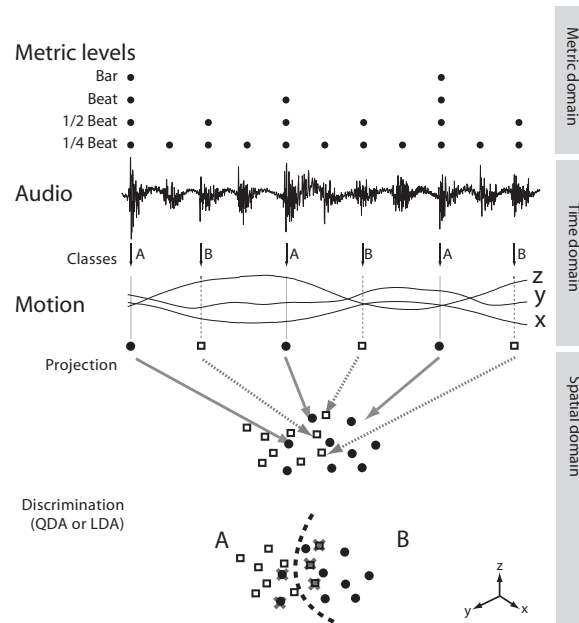 Metric levels
Bar
Beat
1/2 Beat
1/4 Beat
Metric domain
Audio
Time domain
Classes
A B A B A B
Motion
z
y
x
Projection
Spatial domain
Discrimination
(QDA or LDA)
A B
z
y x